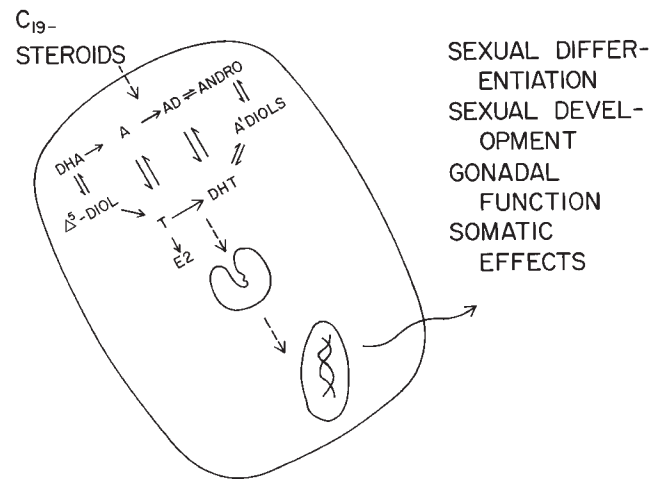 C19-
STEROIDS
DHA → A → AD ⇌ ANDRO
A'DIOLS
Δ5-DIOL → T → DHT
E2
SEXUAL DIFFER-
ENTIATION
SEXUAL DEVEL-
OPMENT
GONADAL
FUNCTION
SOMATIC
EFFECTS